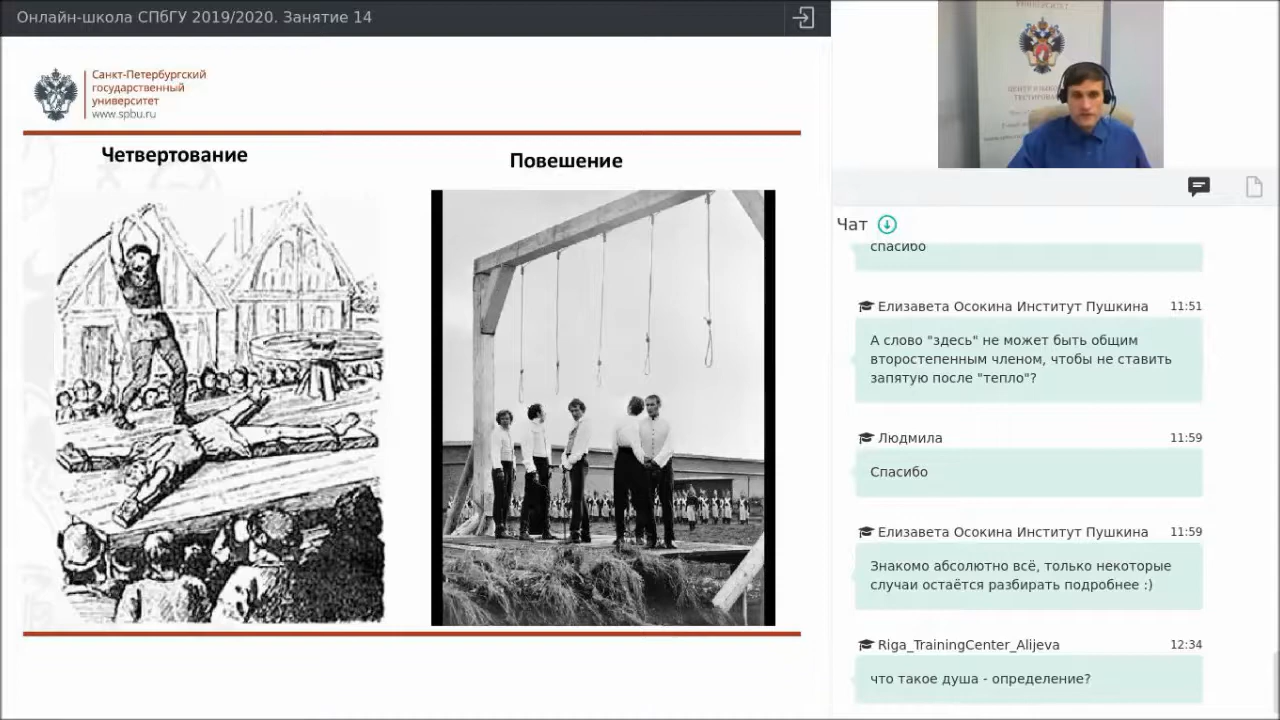 Онлайн-школа СПбГУ 2019/2020. Занятие 14
Санкт-Петербургский
государственный
университет
www.spbu.ru
Четвертование
Повешение
Чат
спасибо
Елизавета Осокина Институт Пушкина 11:51
А слово "здесь" не может быть общим
второстепенным членом, чтобы не ставить
запятую после "тепло"?
Людмила 11:59
Спасибо
Елизавета Осокина Институт Пушкина 11:59
Знакомо абсолютно всё, только некоторые
случаи остаётся разбирать подробнее :)
Riga_TrainingCenter_Alijeva 12:34
что такое душа - определение?